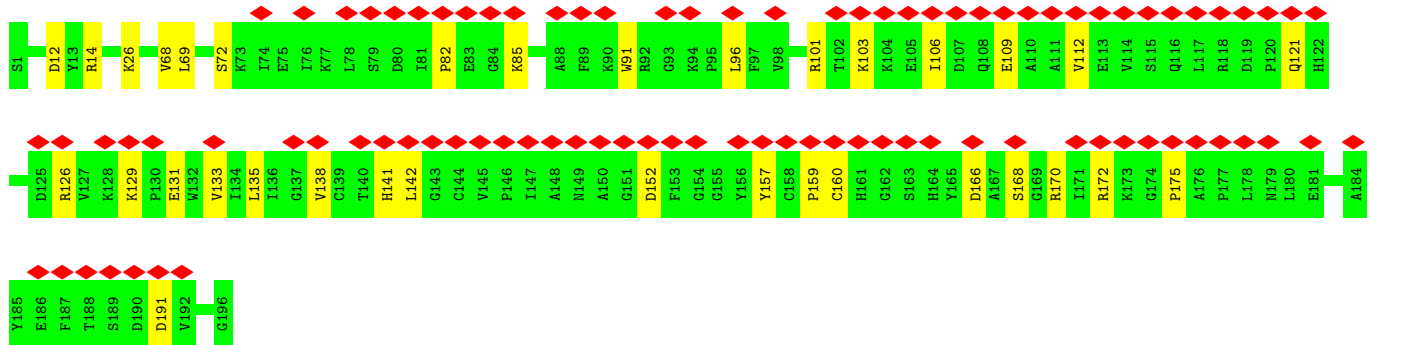 S1 D12 Y13 R14 K26 V68 L69 S72 K73 I74 E75 I76 K77 L78 S79 D80 I81 P82 E83 G84 K85 A88 F89 K90 W91 R92 G93 K94 P95 L96 F97 V98 R101 T102 K103 K104 E105 I106 D107 Q108 E109 A110 A111 V112 E113 V114 S115 Q116 L117 R118 D119 P120 Q121 H122
D125 R126 V127 K128 K129 P130 E131 W132 V133 I134 L135 I136 G137 V138 C139 T140 H141 L142 G143 C144 V145 P146 I147 A148 N149 A150 G151 D152 F153 G154 G155 Y156 Y157 C158 P159 C160 H161 G162 S163 H164 Y165 D166 A167 S168 G169 R170 I171 R172 K173 G174 P175 A176 P177 L178 N179 L180 E181 A184
Y185 E186 F187 T188 S189 D190 D191 V192 G196